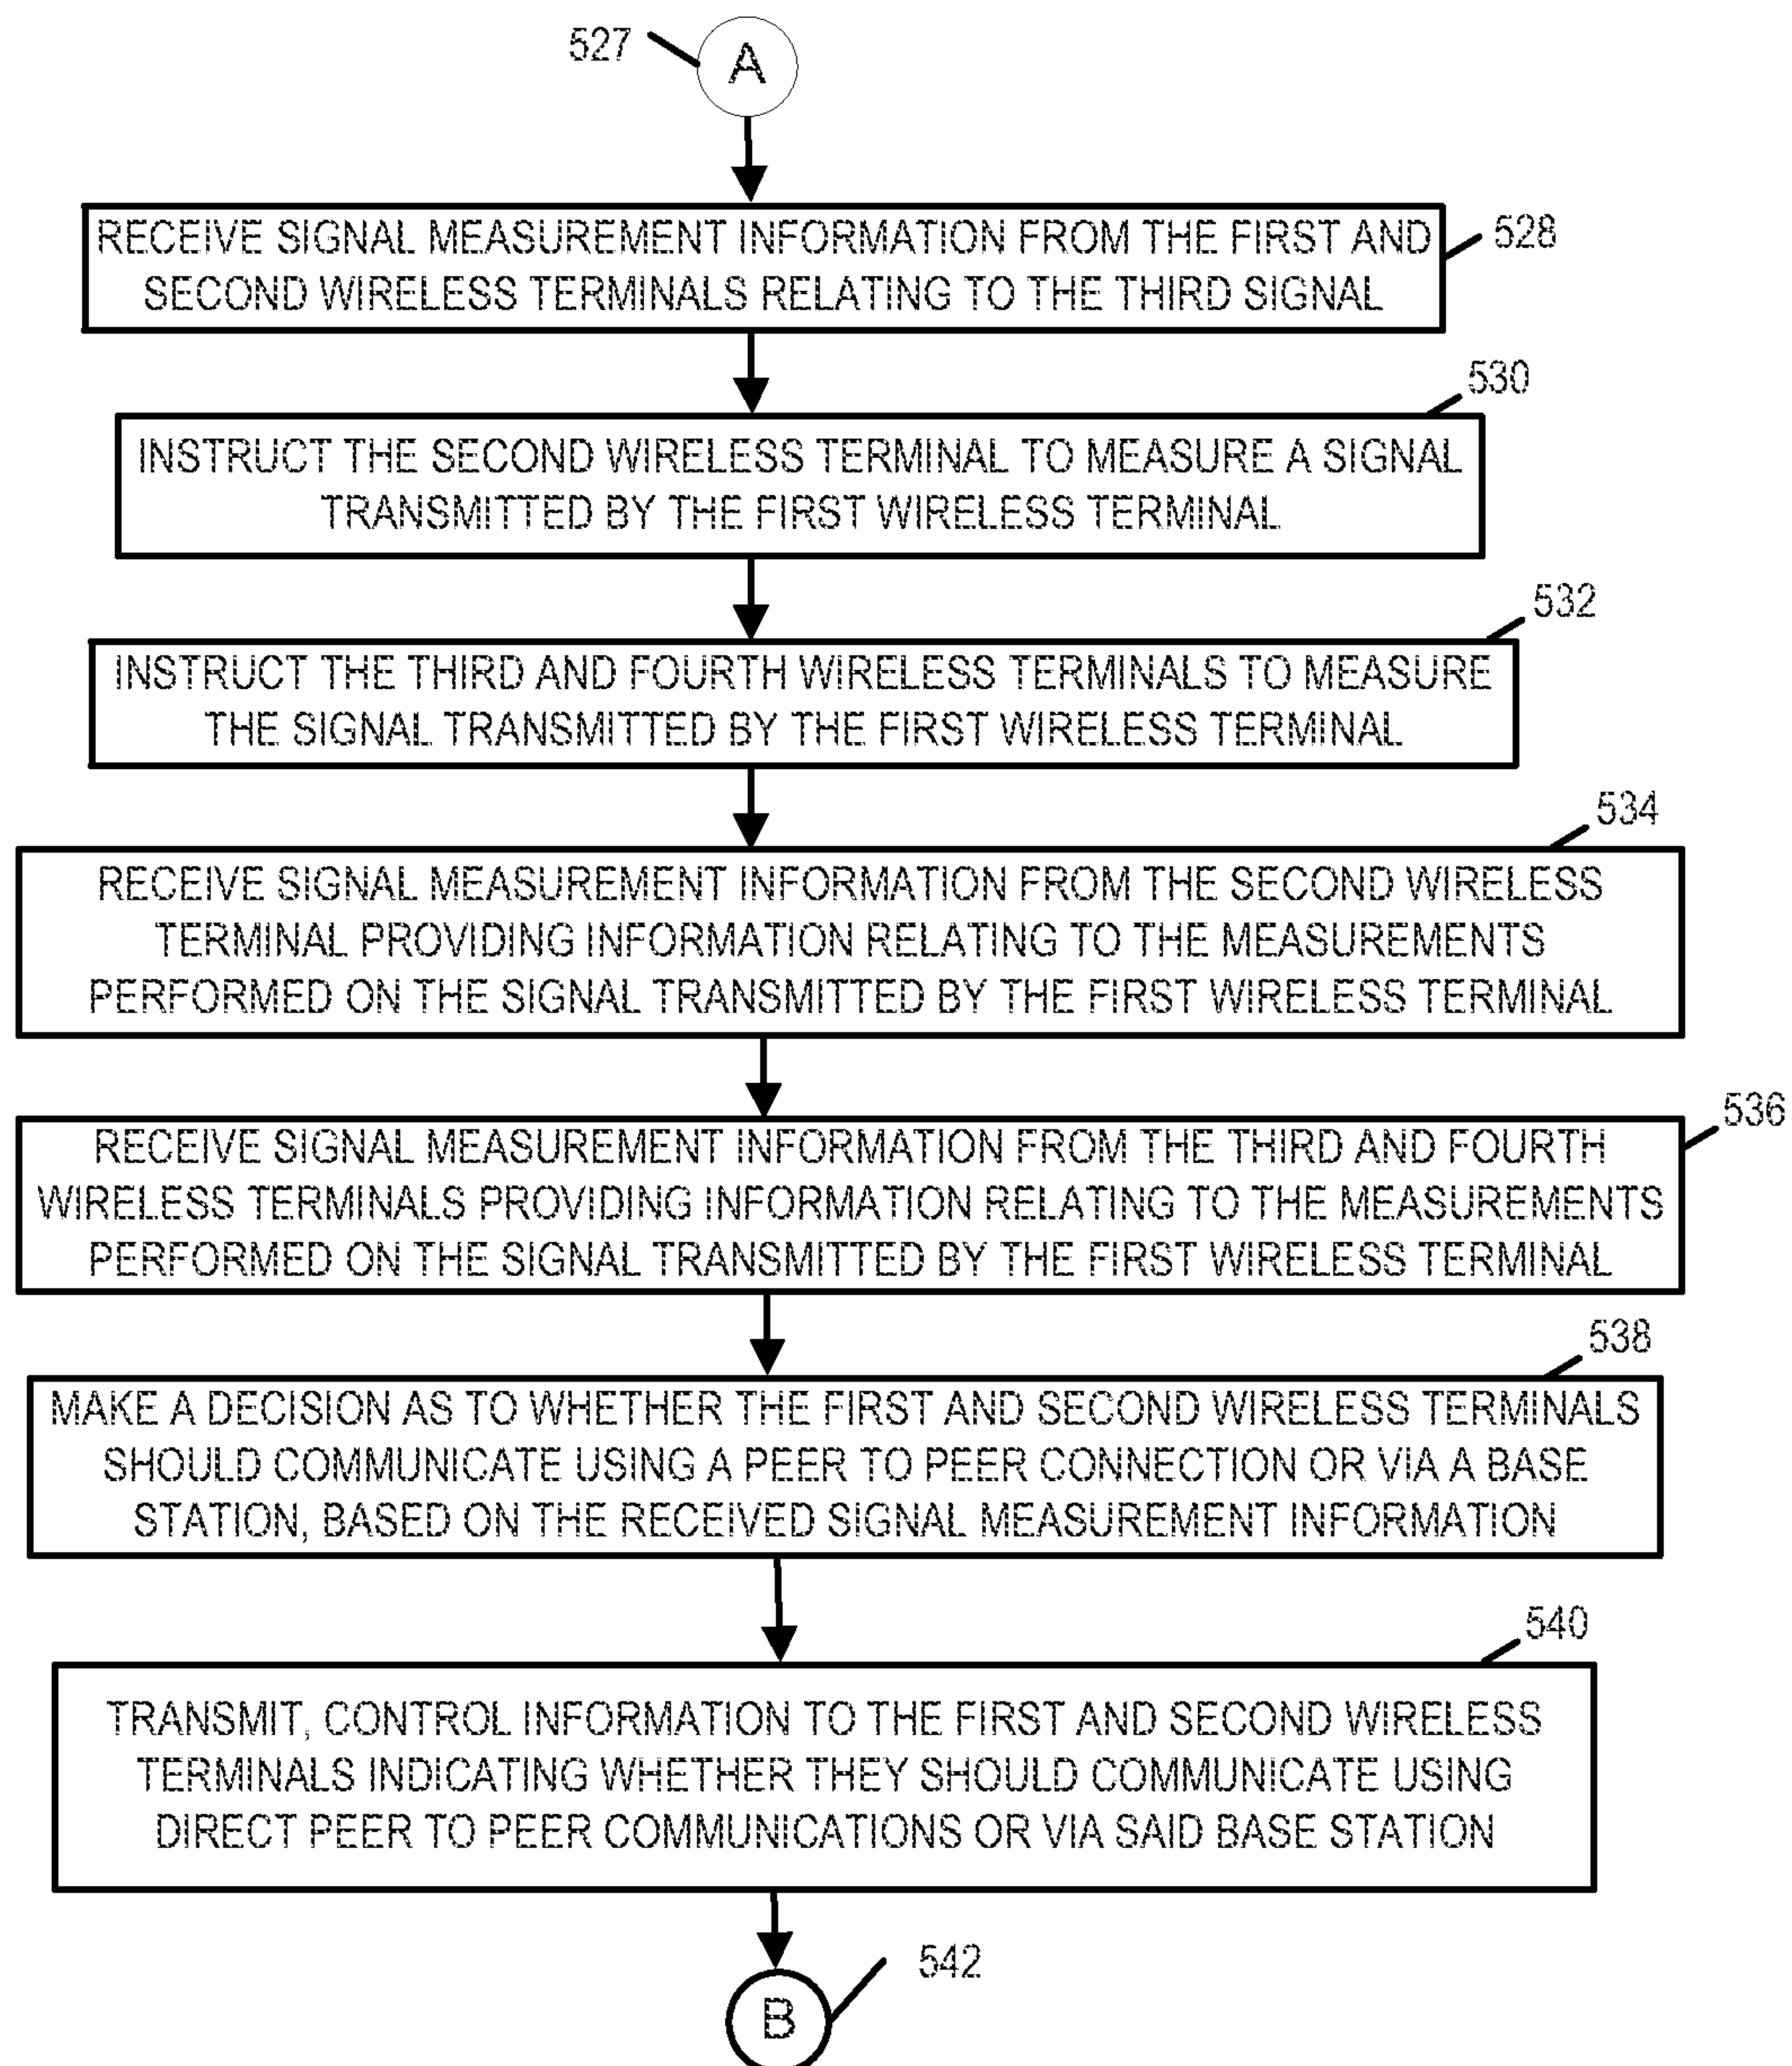 527
A
RECEIVE SIGNAL MEASUREMENT INFORMATION FROM THE FIRST AND
SECOND WIRELESS TERMINALS RELATING TO THE THIRD SIGNAL
528
530
INSTRUCT THE SECOND WIRELESS TERMINAL TO MEASURE A SIGNAL
TRANSMITTED BY THE FIRST WIRELESS TERMINAL
532
INSTRUCT THE THIRD AND FOURTH WIRELESS TERMINALS TO MEASURE
THE SIGNAL TRANSMITTED BY THE FIRST WIRELESS TERMINAL
534
RECEIVE SIGNAL MEASUREMENT INFORMATION FROM THE SECOND WIRELESS
TERMINAL PROVIDING INFORMATION RELATING TO THE MEASUREMENTS
PERFORMED ON THE SIGNAL TRANSMITTED BY THE FIRST WIRELESS TERMINAL
536
RECEIVE SIGNAL MEASUREMENT INFORMATION FROM THE THIRD AND FOURTH
WIRELESS TERMINALS PROVIDING INFORMATION RELATING TO THE MEASUREMENTS
PERFORMED ON THE SIGNAL TRANSMITTED BY THE FIRST WIRELESS TERMINAL
538
MAKE A DECISION AS TO WHETHER THE FIRST AND SECOND WIRELESS TERMINALS
SHOULD COMMUNICATE USING A PEER TO PEER CONNECTION OR VIA A BASE
STATION, BASED ON THE RECEIVED SIGNAL MEASUREMENT INFORMATION
540
TRANSMIT, CONTROL INFORMATION TO THE FIRST AND SECOND WIRELESS
TERMINALS INDICATING WHETHER THEY SHOULD COMMUNICATE USING
DIRECT PEER TO PEER COMMUNICATIONS OR VIA SAID BASE STATION
542
B